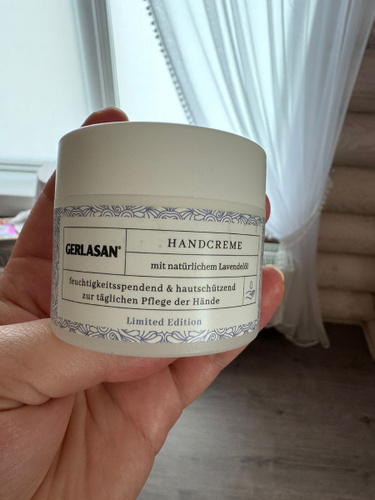 GERLASAN®
HANDCREME
mit natürlichem Lavendelöl
feuchtigkeitsspendend & hautschützend
zur täglichen Pflege der Hände
Limited Edition